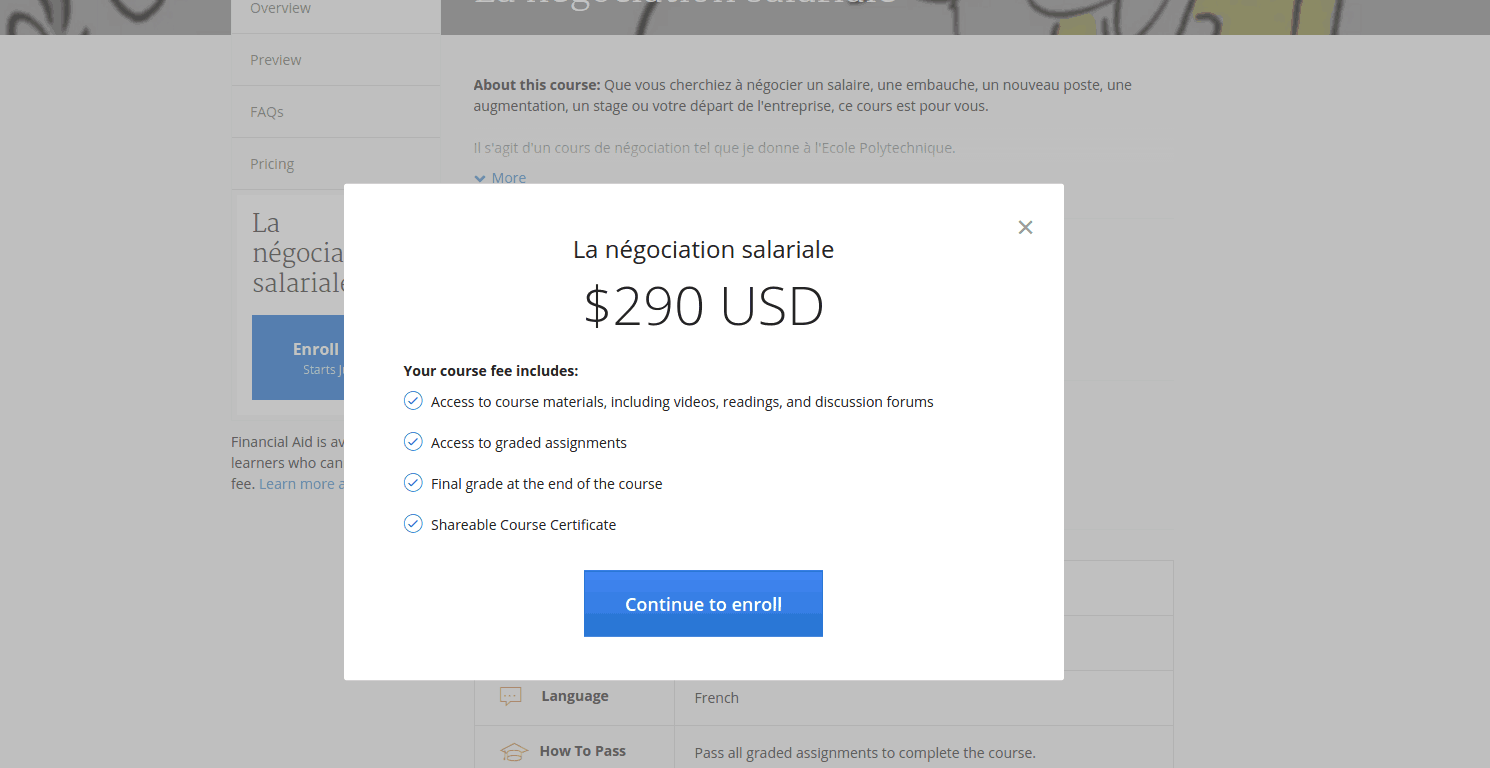 La négociation salariale
Overview
Preview
FAQs
Pricing
La
négocia
salariale
Enroll
Starts
Financial Aid is av
learners who can
fee. Learn more a
About this course: Que vous cherchiez à négocier un salaire, une embauche, un nouveau poste, une
augmentation, un stage ou votre départ de l'entreprise, ce cours est pour vous.
Il s'agit d'un cours de négociation tel que je donne à l'Ecole Polytechnique.
More
La négociation salariale
$290 USD
Your course fee includes:
Access to course materials, including videos, readings, and discussion forums
Access to graded assignments
Final grade at the end of the course
Shareable Course Certificate
Continue to enroll
Language
French
How To Pass
Pass all graded assignments to complete the course.